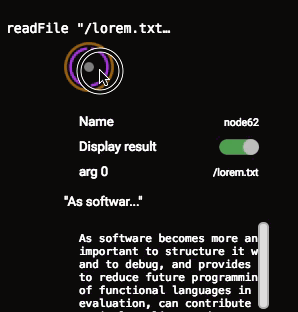 readFile "/lorem.txt…
Name node62
Display result
arg 0 /lorem.txt
"As softwar..."
As software becomes more an
important to structure it w
and to debug, and provides
to reduce future programmin
of functional languages in
evaluation, can contribute